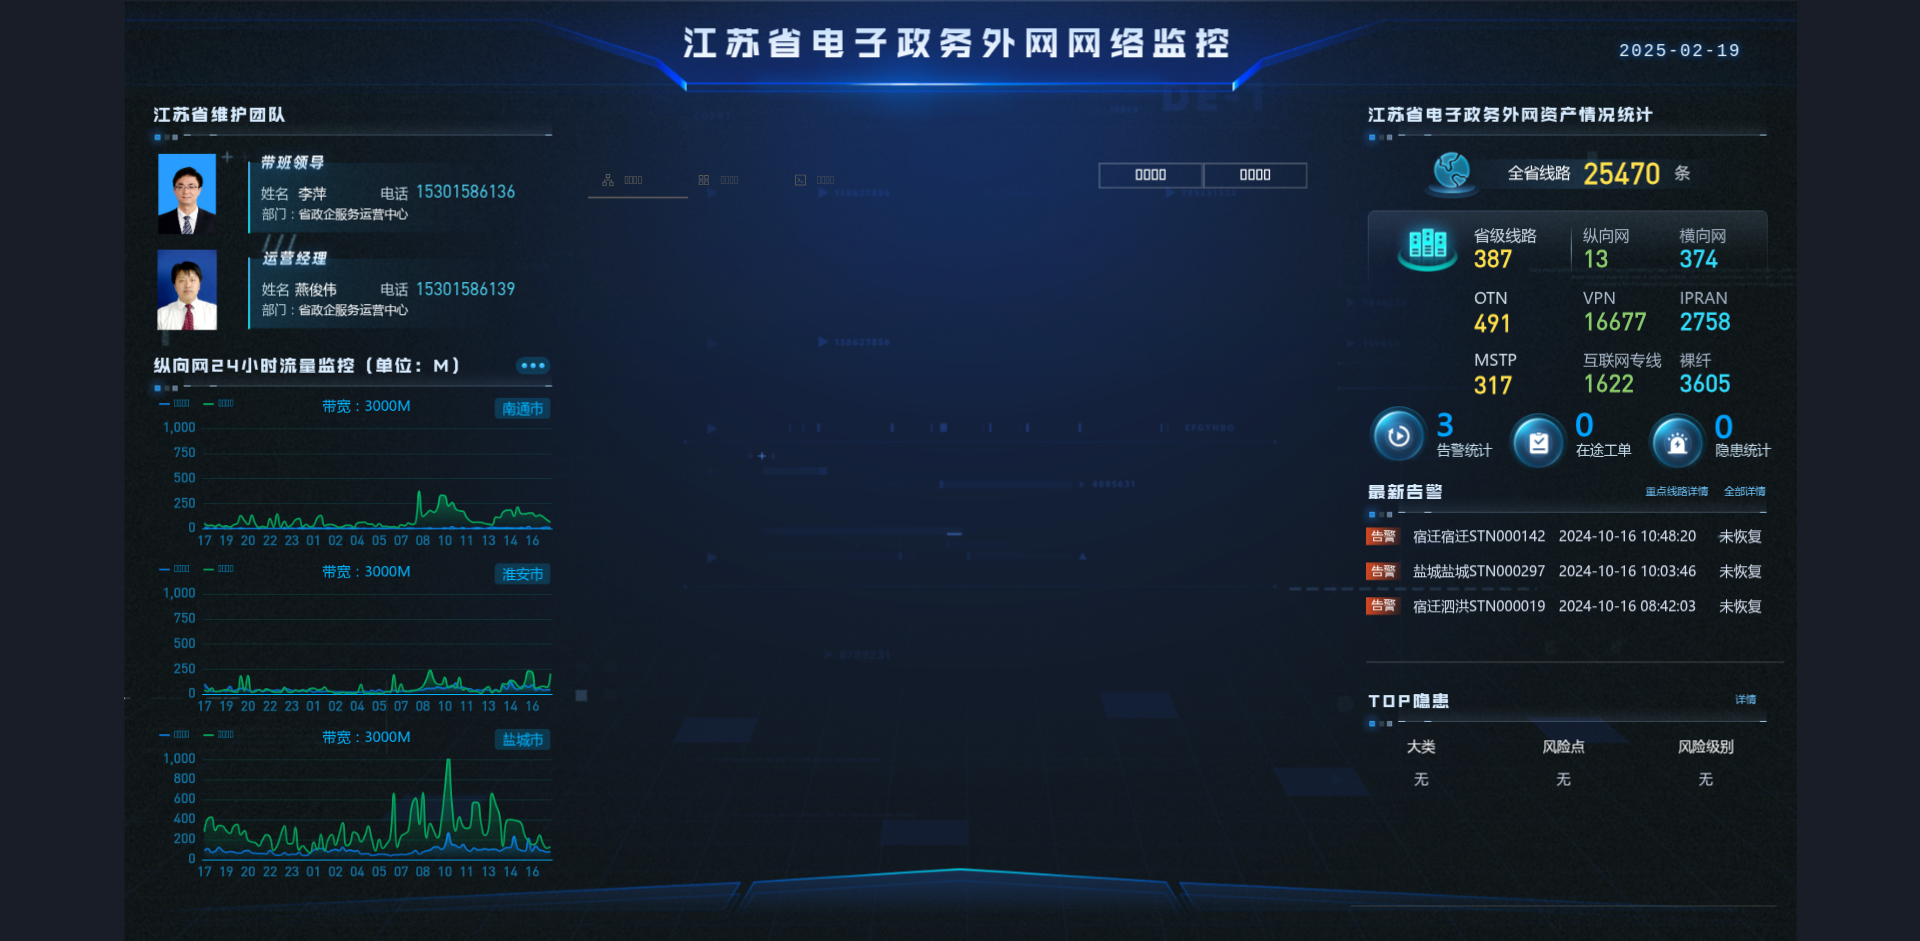 江苏省电子政务外网网络监控
2025-02-19
江苏省维护团队
带班领导
姓名 李萍 电话 15301586136
部门：省政企服务运营中心
运营经理
姓名 燕俊伟 电话 15301586139
部门：省政企服务运营中心
纵向网24小时流量监控（单位：M）
带宽：3000M
南通市
1,000
750
500
250
0
17 19 20 22 23 01 02 04 05 07 08 10 11 13 14 16
带宽：3000M
淮安市
1,000
750
500
250
0
17 19 20 22 23 01 02 04 05 07 08 10 11 13 14 16
带宽：3000M
盐城市
1,000
800
600
400
200
0
17 19 20 22 23 01 02 04 05 07 08 10 11 13 14 16
江苏省电子政务外网资产情况统计
全省线路 25470 条
省级线路 纵向网 横向网
387 13 374
OTN VPN IPRAN
491 16677 2758
MSTP 互联网专线 裸纤
317 1622 3605
3 0 0
告警统计 在途工单 隐患统计
最新告警 重点线路详情 全部详情
告警 宿迁宿迁STN000142 2024-10-16 10:48:20 未恢复
告警 盐城盐城STN000297 2024-10-16 10:03:46 未恢复
告警 宿迁泗洪STN000019 2024-10-16 08:42:03 未恢复
TOP隐患 详情
大类 风险点 风险级别
无 无 无